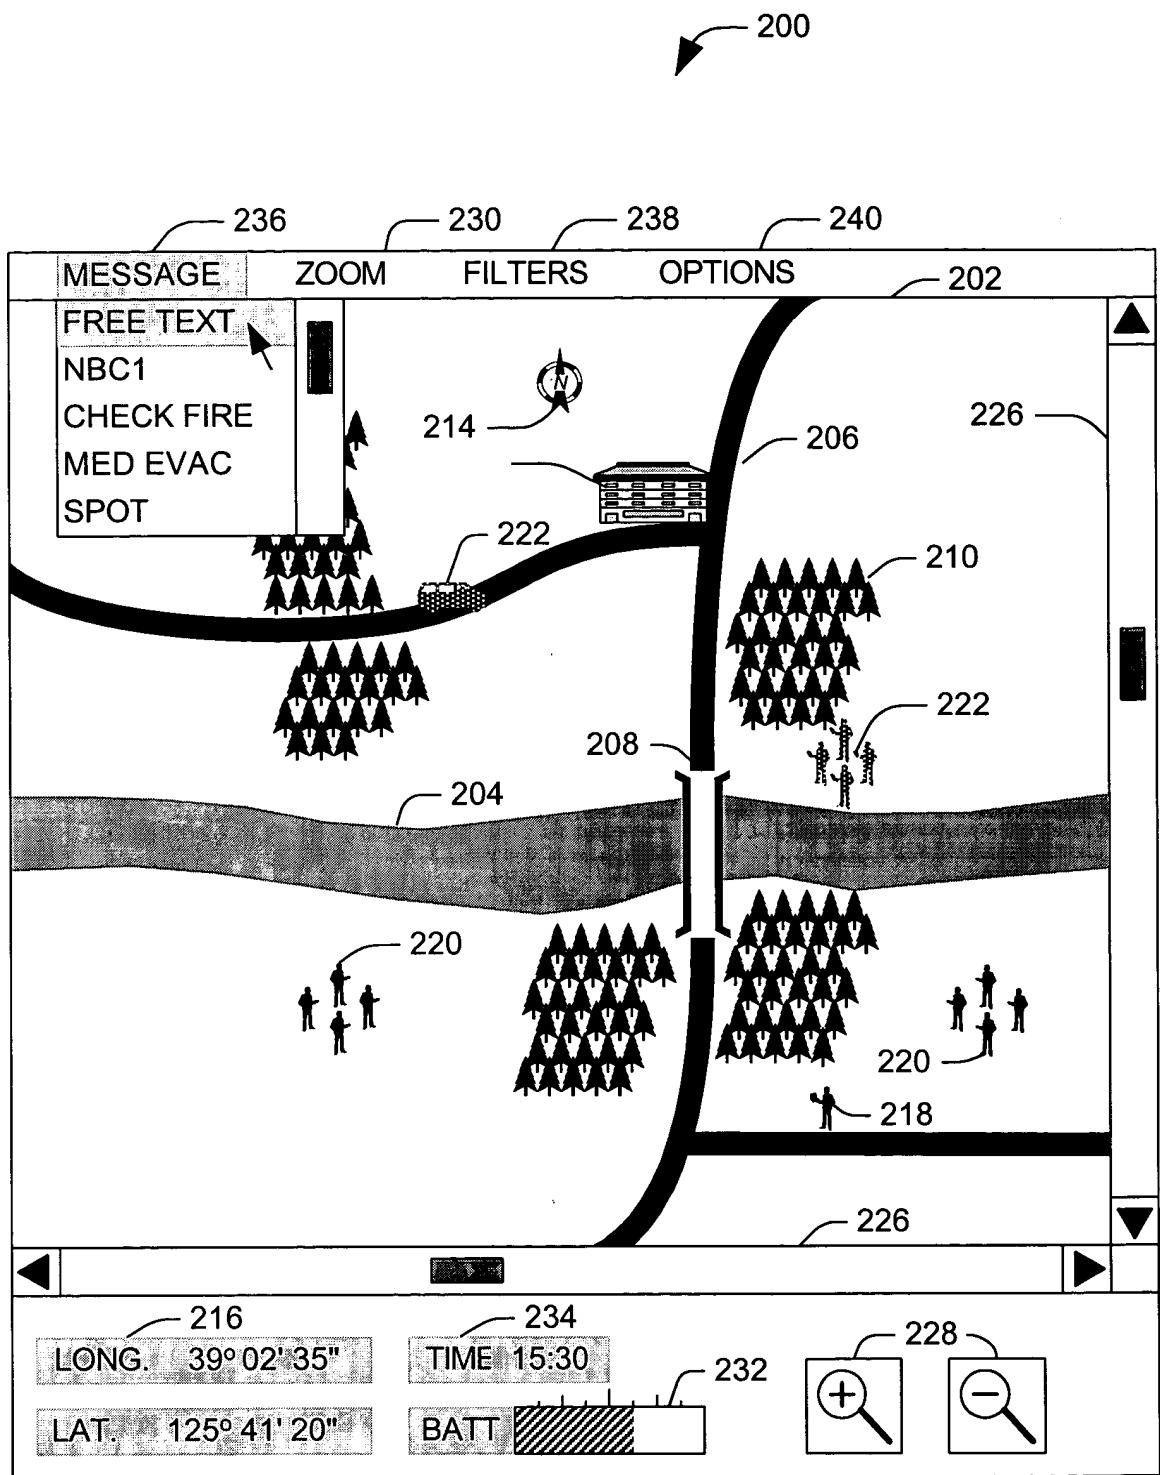 200
236 230 238 240
MESSAGE ZOOM FILTERS OPTIONS
202
FREE TEXT
NBC1
CHECK FIRE
MED EVAC
SPOT
N
214
206
226
222
210
222
208
204
220
220
218
226
216 234
LONG. 39º 02' 35"
TIME 15:30
228
232
LAT. 125º 41' 20"
BATT